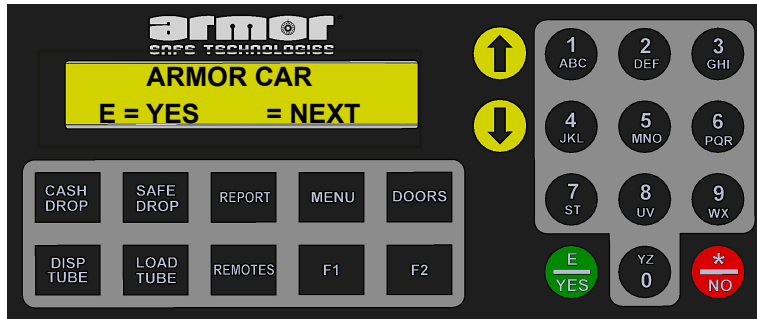 armor
SAFE TECHNOLOGIES
ARMOR CAR
E = YES = NEXT
CASH DROP
SAFE DROP
REPORT
MENU
DOORS
DISP TUBE
LOAD TUBE
REMOTES
F1
F2
1 ABC
2 DEF
3 GHI
4 JKL
5 MNO
6 PQR
7 ST
8 UV
9 WX
E YES
YZ 0
* NO